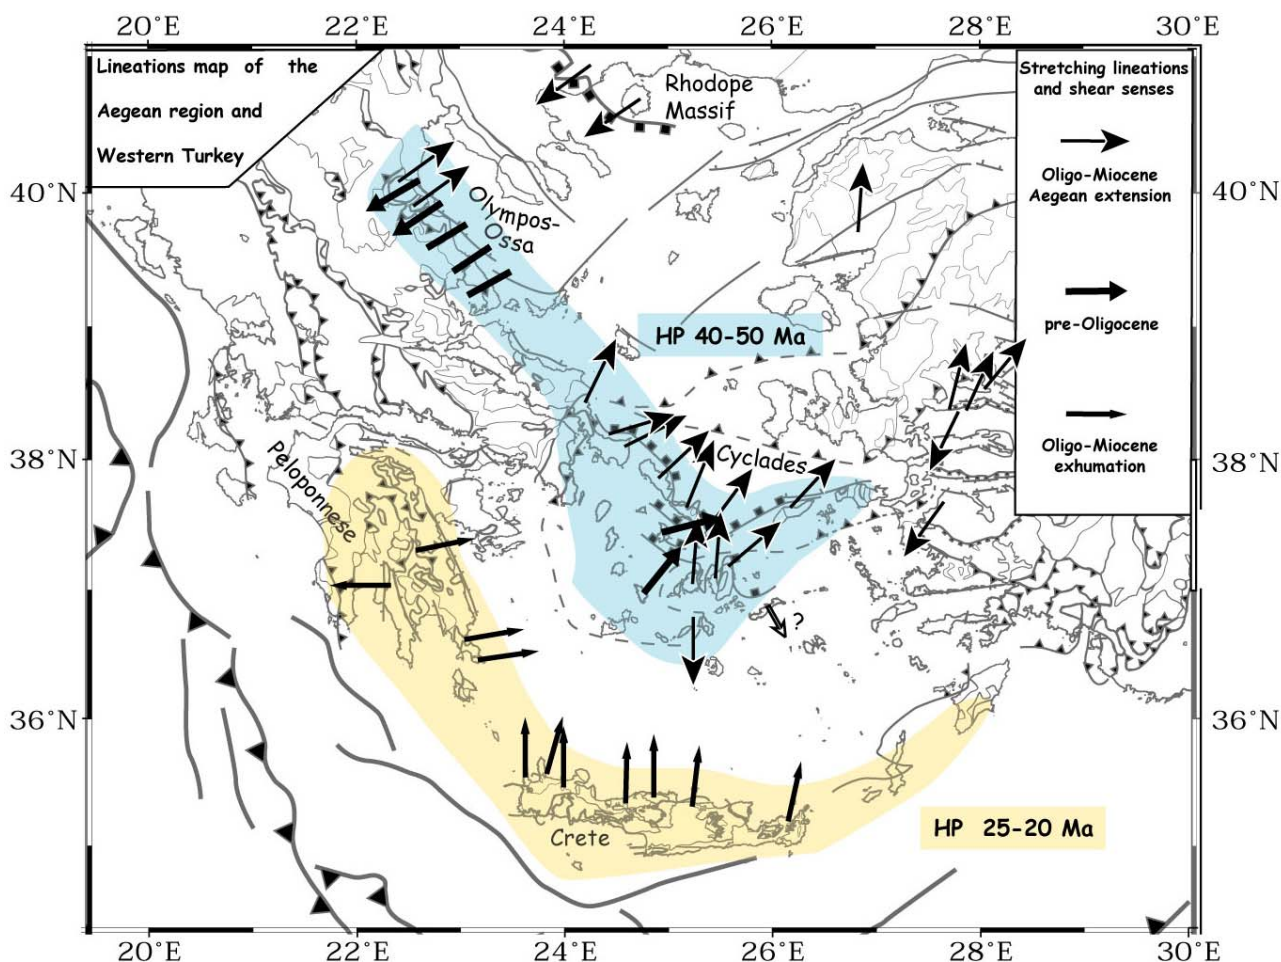 20°E 22°E 24°E 26°E 28°E 30°E
Lineations map of the
Aegean region and
Western Turkey
Rhodope
Massif
Stretching lineations
and shear senses
Oligo-Miocene
Aegean extension
pre-Oligocene
Oligo-Miocene
exhumation
40°N 40°N
Olympos-
Ossa
HP 40-50 Ma
38°N 38°N
Peloponnese
Cyclades
?
36°N 36°N
HP 25-20 Ma
Crete
20°E 22°E 24°E 26°E 28°E 30°E